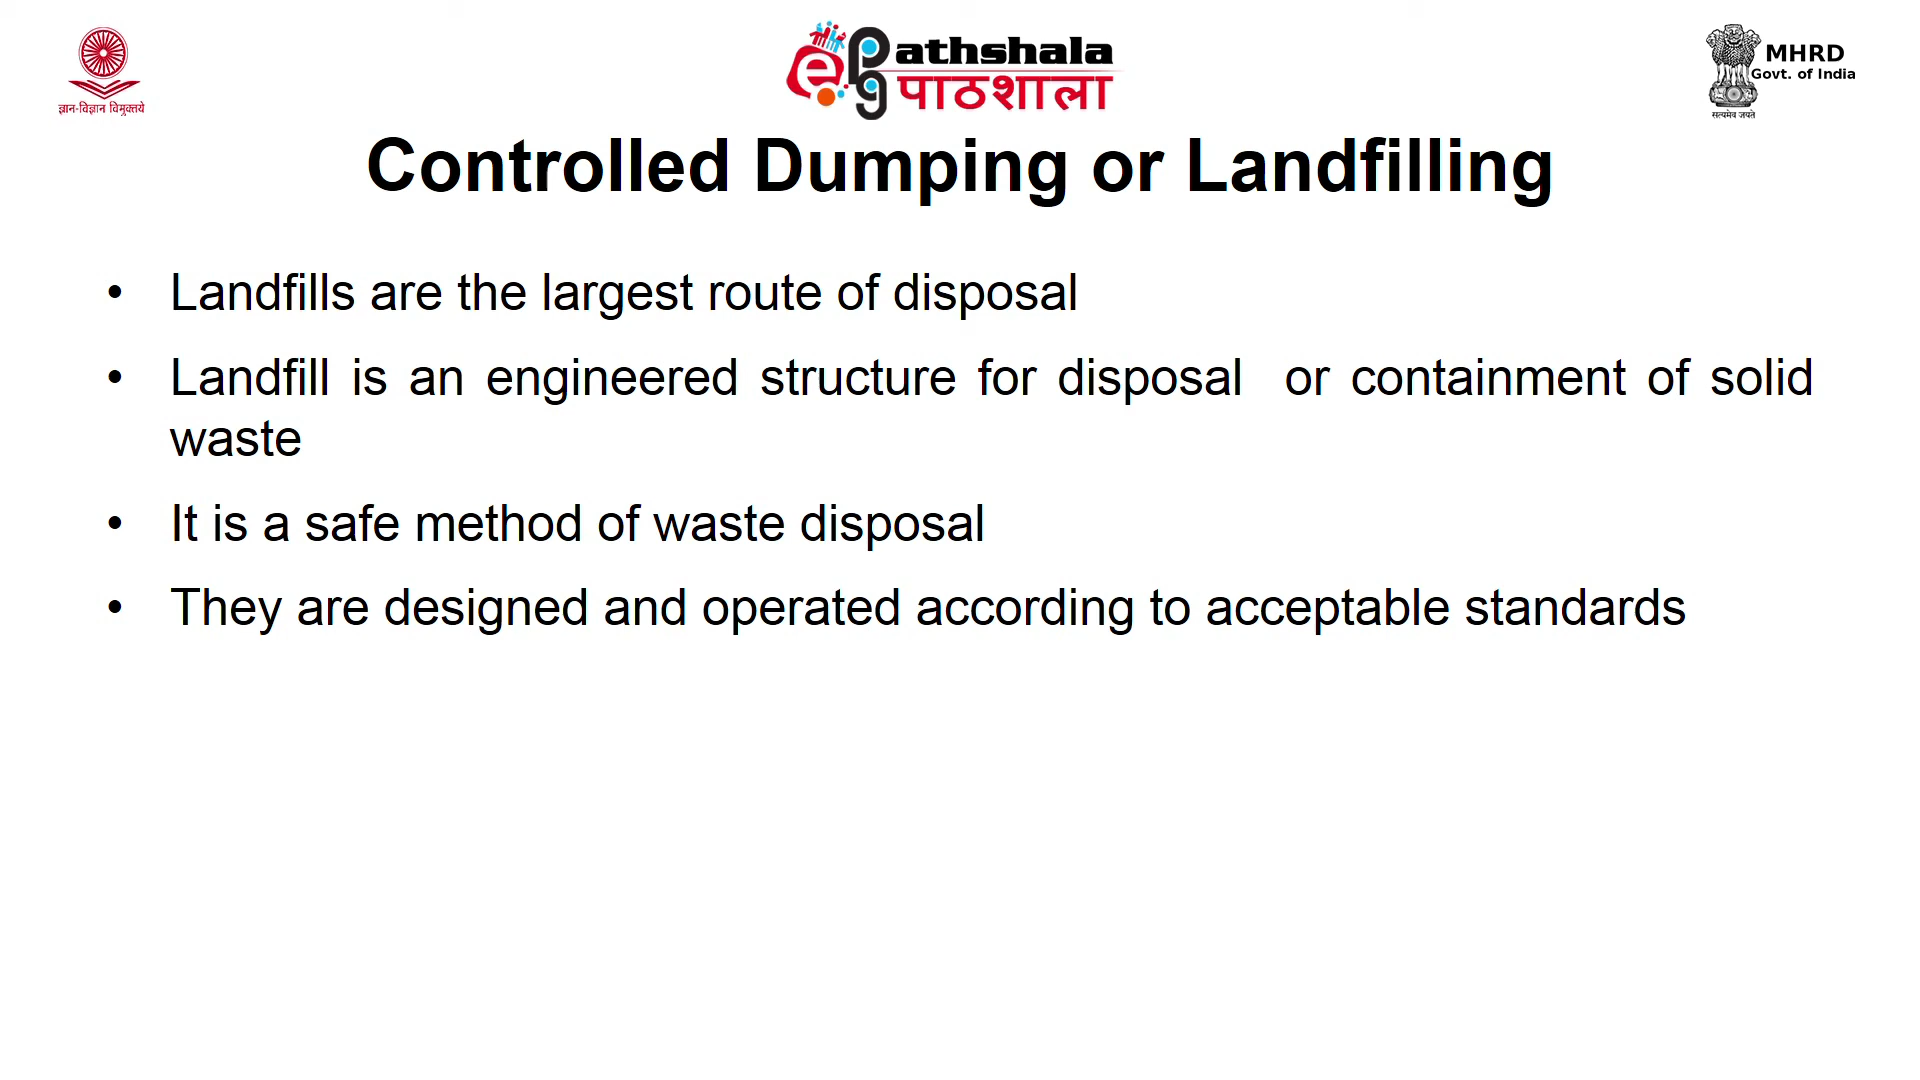 ज्ञान-विज्ञान विमुक्तये
ePGathshala
पाठशाला
MHRD
Govt. of India
सत्यमेव जयते
Controlled Dumping or Landfilling
• Landfills are the largest route of disposal
• Landfill is an engineered structure for disposal or containment of solid
waste
• It is a safe method of waste disposal
• They are designed and operated according to acceptable standards